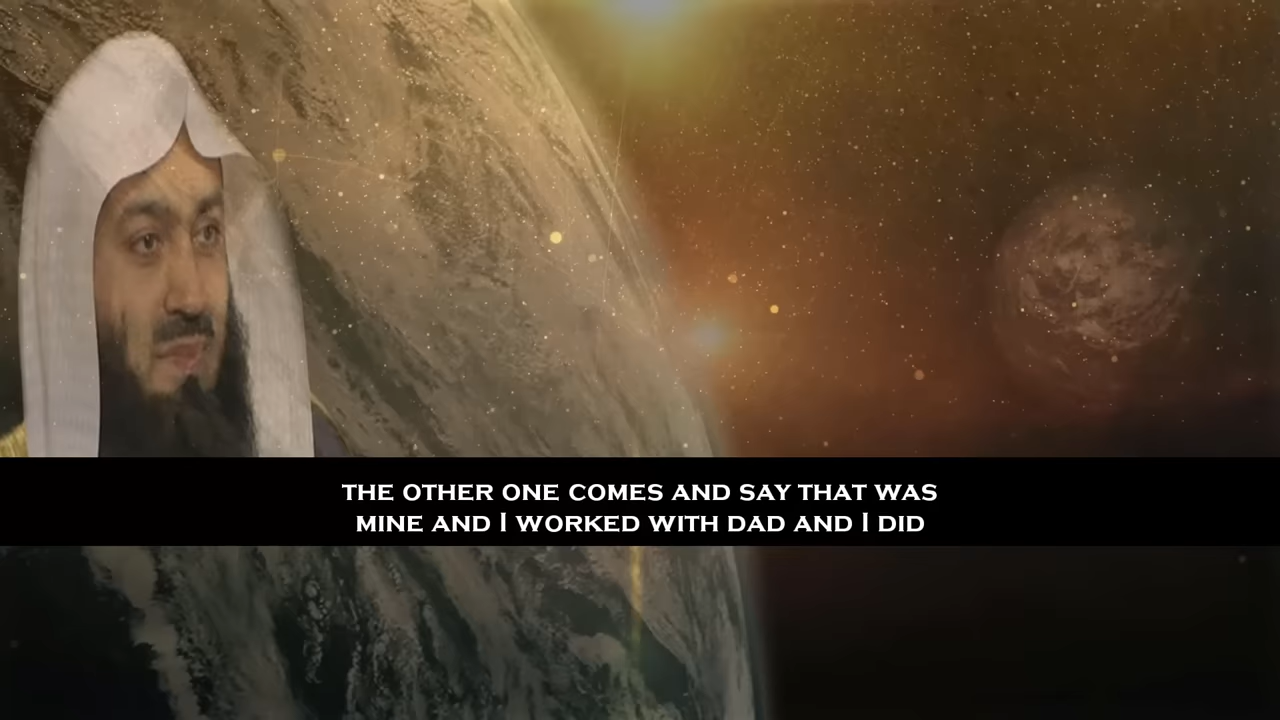 THE OTHER ONE COMES AND SAY THAT WAS
MINE AND I WORKED WITH DAD AND I DID